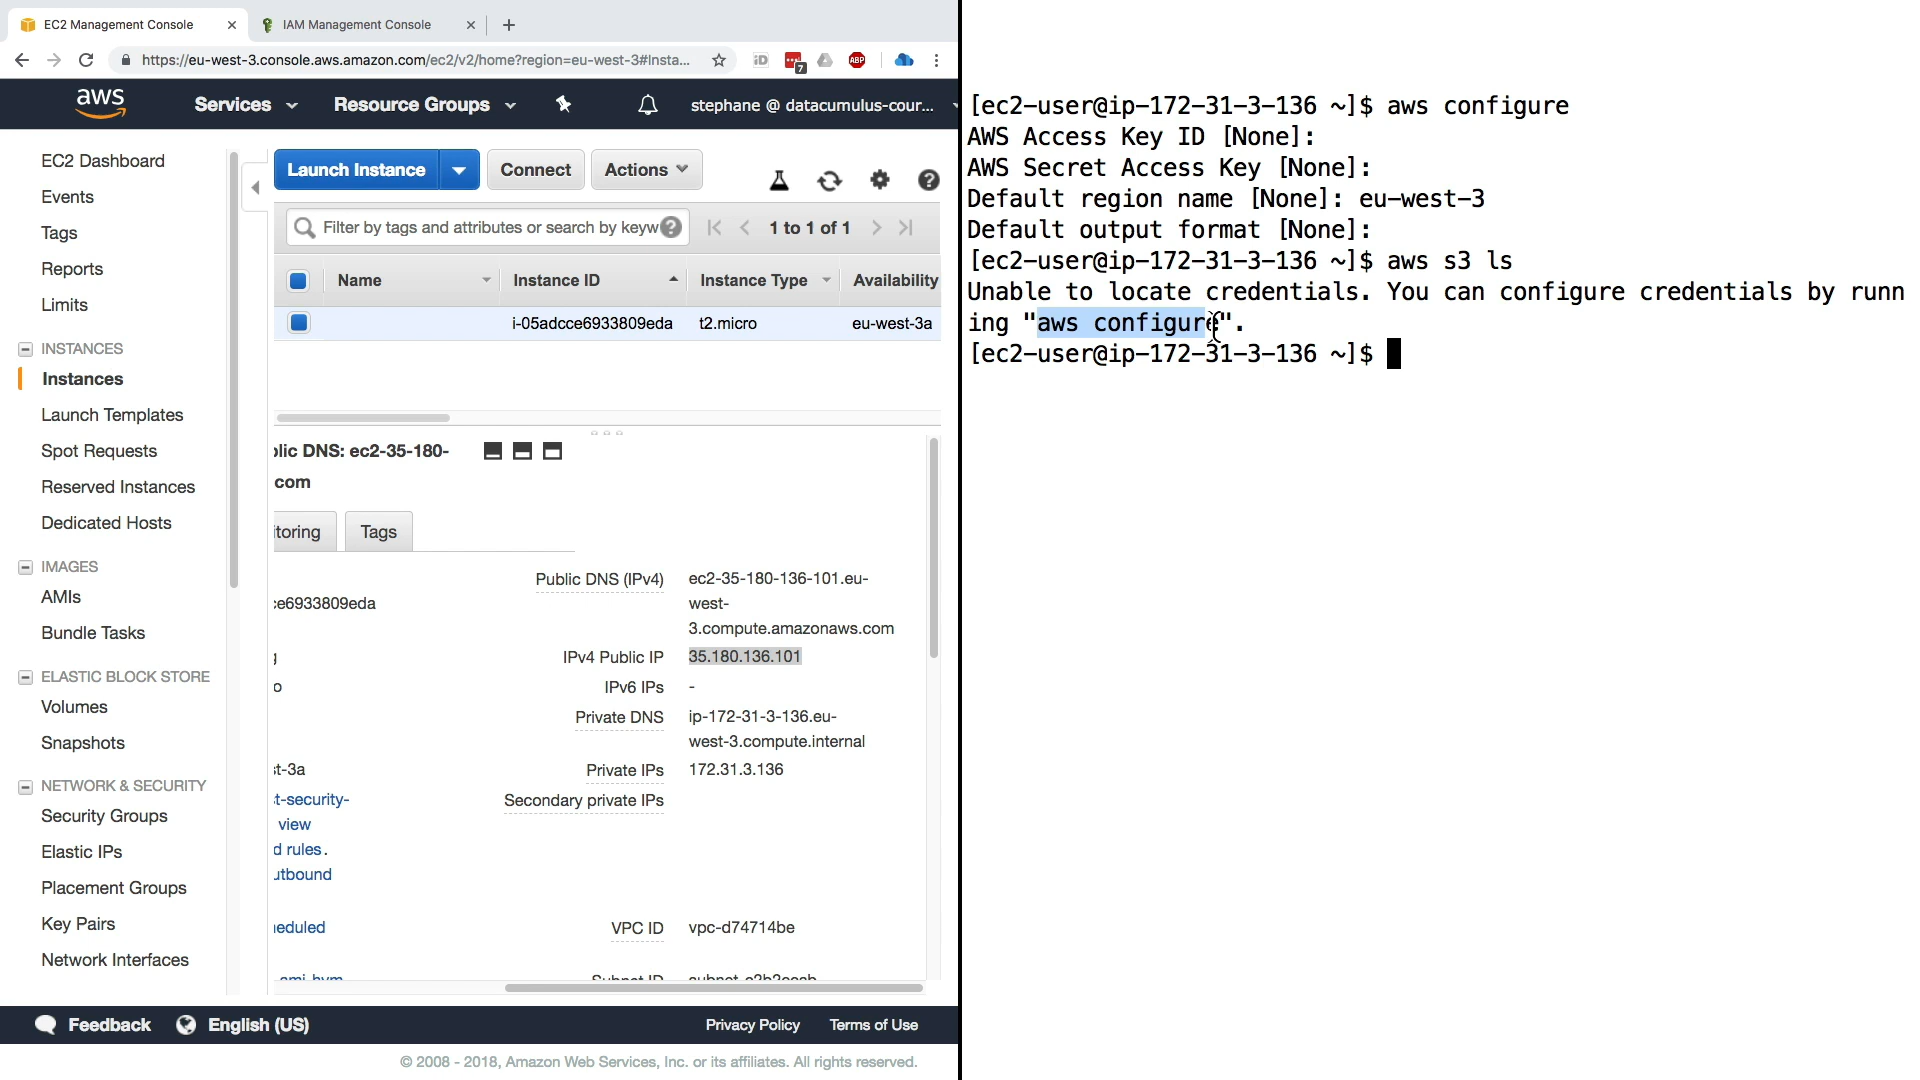 EC2 Management Console
IAM Management Console
https://eu-west-3.console.aws.amazon.com/ec2/v2/home?region=eu-west-3#Insta...
iD
7
ABP
aws
Services
Resource Groups
stephane @ datacumulus-cour...
EC2 Dashboard
Events
Tags
Reports
Limits
INSTANCES
Instances
Launch Templates
Spot Requests
Reserved Instances
Dedicated Hosts
IMAGES
AMIs
Bundle Tasks
ELASTIC BLOCK STORE
Volumes
Snapshots
NETWORK & SECURITY
Security Groups
Elastic IPs
Placement Groups
Key Pairs
Network Interfaces
Launch Instance
Connect
Actions
Filter by tags and attributes or search by keyw
1 to 1 of 1
Name Instance ID Instance Type Availability
i-05adcce6933809eda t2.micro eu-west-3a
blic DNS: ec2-35-180-
com
itoring Tags
Public DNS (IPv4) ec2-35-180-136-101.eu-
west-
3.compute.amazonaws.com
ce6933809eda
IPv4 Public IP 35.180.136.101
IPv6 IPs -
Private DNS ip-172-31-3-136.eu-
west-3.compute.internal
st-3a Private IPs 172.31.3.136
t-security- Secondary private IPs
view
d rules.
utbound
eduled VPC ID vpc-d74714be
Feedback
English (US)
Privacy Policy Terms of Use
© 2008 - 2018, Amazon Web Services, Inc. or its affiliates. All rights reserved.
[ec2-user@ip-172-31-3-136 ~]$ aws configure
AWS Access Key ID [None]:
AWS Secret Access Key [None]:
Default region name [None]: eu-west-3
Default output format [None]:
[ec2-user@ip-172-31-3-136 ~]$ aws s3 ls
Unable to locate credentials. You can configure credentials by runn
ing "aws configure".
[ec2-user@ip-172-31-3-136 ~]$